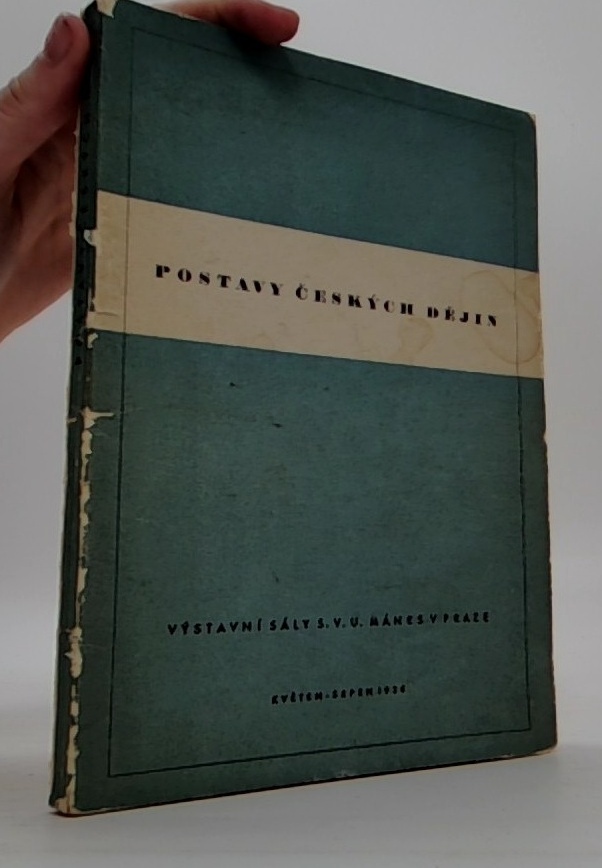 POSTAVY ČESKÝCH DĚJIN
VÝSTAVNÍ SÁLY S. V. U. MÁNES V PRAZE
KVĚTEN-SRPEN